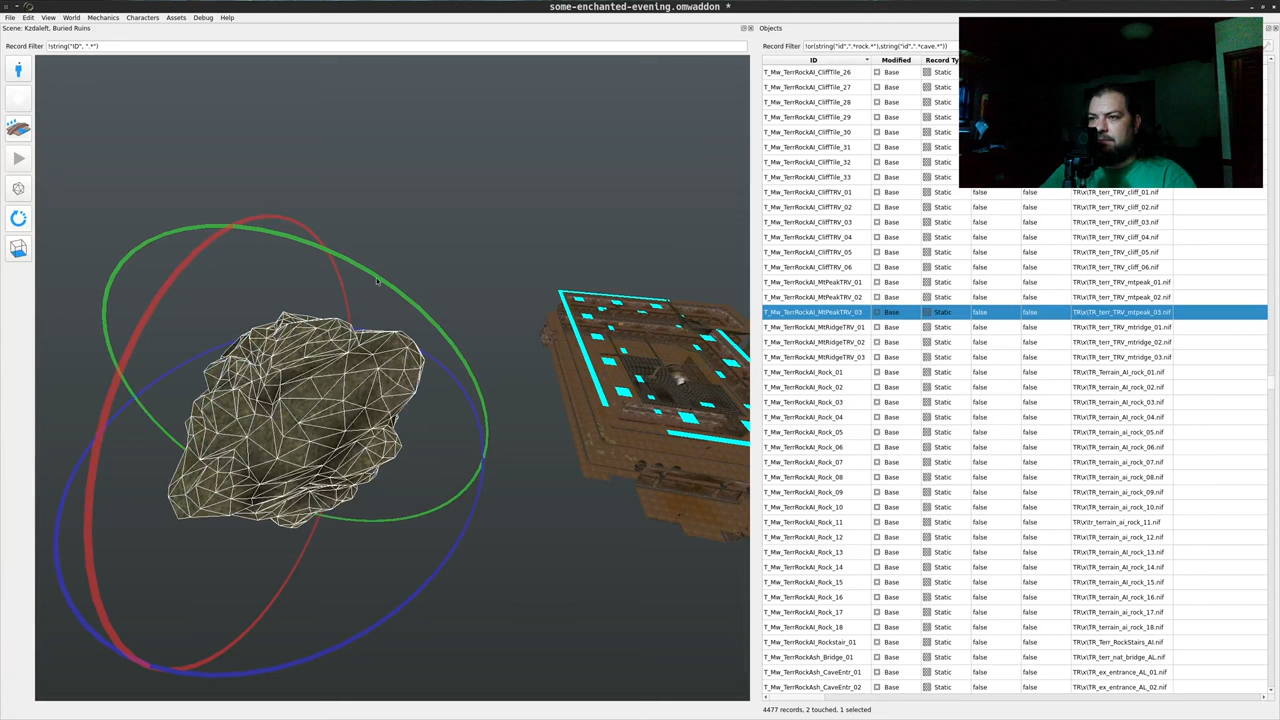 some-enchanted-evening.omwaddon *
File Edit View World Mechanics Characters Assets Debug Help
Scene: Kzdaleft, Buried Ruins
Record Filter !string("ID", ".*")
Objects
Record Filter !or(string("id",".*rock.*"),string("id",".*cave.*"))
ID Modified Record Ty
T_Mw_TerrRockAI_CliffTile_26 Base Static
T_Mw_TerrRockAI_CliffTile_27 Base Static
T_Mw_TerrRockAI_CliffTile_28 Base Static
T_Mw_TerrRockAI_CliffTile_29 Base Static
T_Mw_TerrRockAI_CliffTile_30 Base Static
T_Mw_TerrRockAI_CliffTile_31 Base Static
T_Mw_TerrRockAI_CliffTile_32 Base Static
T_Mw_TerrRockAI_CliffTile_33 Base Static
T_Mw_TerrRockAI_CliffTRV_01 Base Static false false TR\x\TR_terr_TRV_cliff_01.nif
T_Mw_TerrRockAI_CliffTRV_02 Base Static false false TR\x\TR_terr_TRV_cliff_02.nif
T_Mw_TerrRockAI_CliffTRV_03 Base Static false false TR\x\TR_terr_TRV_cliff_03.nif
T_Mw_TerrRockAI_CliffTRV_04 Base Static false false TR\x\TR_terr_TRV_cliff_04.nif
T_Mw_TerrRockAI_CliffTRV_05 Base Static false false TR\x\TR_terr_TRV_cliff_05.nif
T_Mw_TerrRockAI_CliffTRV_06 Base Static false false TR\x\TR_terr_TRV_cliff_06.nif
T_Mw_TerrRockAI_MtPeakTRV_01 Base Static false false TR\x\TR_terr_TRV_mtpeak_01.nif
T_Mw_TerrRockAI_MtPeakTRV_02 Base Static false false TR\x\TR_terr_TRV_mtpeak_02.nif
T_Mw_TerrRockAI_MtPeakTRV_03 Base Static false false TR\x\TR_terr_TRV_mtpeak_03.nif
T_Mw_TerrRockAI_MtRidgeTRV_01 Base Static false false TR\x\TR_terr_TRV_mtridge_01.nif
T_Mw_TerrRockAI_MtRidgeTRV_02 Base Static false false TR\x\TR_terr_TRV_mtridge_02.nif
T_Mw_TerrRockAI_MtRidgeTRV_03 Base Static false false TR\x\TR_terr_TRV_mtridge_03.nif
T_Mw_TerrRockAI_Rock_01 Base Static false false TR\x\TR_terrain_AI_rock_01.nif
T_Mw_TerrRockAI_Rock_02 Base Static false false TR\x\TR_terrain_AI_rock_02.nif
T_Mw_TerrRockAI_Rock_03 Base Static false false TR\x\TR_terrain_AI_rock_03.nif
T_Mw_TerrRockAI_Rock_04 Base Static false false TR\x\TR_terrain_AI_rock_04.nif
T_Mw_TerrRockAI_Rock_05 Base Static false false TR\x\TR_terrain_ai_rock_05.nif
T_Mw_TerrRockAI_Rock_06 Base Static false false TR\x\TR_terrain_AI_rock_06.nif
T_Mw_TerrRockAI_Rock_07 Base Static false false TR\x\TR_terrain_ai_rock_07.nif
T_Mw_TerrRockAI_Rock_08 Base Static false false TR\x\TR_terrain_ai_rock_08.nif
T_Mw_TerrRockAI_Rock_09 Base Static false false TR\x\TR_terrain_ai_rock_09.nif
T_Mw_TerrRockAI_Rock_10 Base Static false false TR\x\TR_terrain_ai_rock_10.nif
T_Mw_TerrRockAI_Rock_11 Base Static false false TR\x\tr_terrain_ai_rock_11.nif
T_Mw_TerrRockAI_Rock_12 Base Static false false TR\x\TR_terrain_ai_rock_12.nif
T_Mw_TerrRockAI_Rock_13 Base Static false false TR\x\TR_terrain_ai_rock_13.nif
T_Mw_TerrRockAI_Rock_14 Base Static false false TR\x\TR_terrain_ai_rock_14.nif
T_Mw_TerrRockAI_Rock_15 Base Static false false TR\x\TR_terrain_ai_rock_15.nif
T_Mw_TerrRockAI_Rock_16 Base Static false false TR\x\TR_terrain_ai_rock_16.nif
T_Mw_TerrRockAI_Rock_17 Base Static false false TR\x\TR_terrain_ai_rock_17.nif
T_Mw_TerrRockAI_Rock_18 Base Static false false TR\x\TR_terrain_ai_rock_18.nif
T_Mw_TerrRockAI_Rockstair_01 Base Static false false TR\x\TR_Terr_RockStairs_AI.nif
T_Mw_TerrRockAsh_Bridge_01 Base Static false false TR\x\TR_terr_nat_bridge_AL.nif
T_Mw_TerrRockAsh_CaveEntr_01 Base Static false false TR\x\TR_ex_entrance_AL_01.nif
T_Mw_TerrRockAsh_CaveEntr_02 Base Static false false TR\x\TR_ex_entrance_AL_02.nif
4477 records, 2 touched, 1 selected